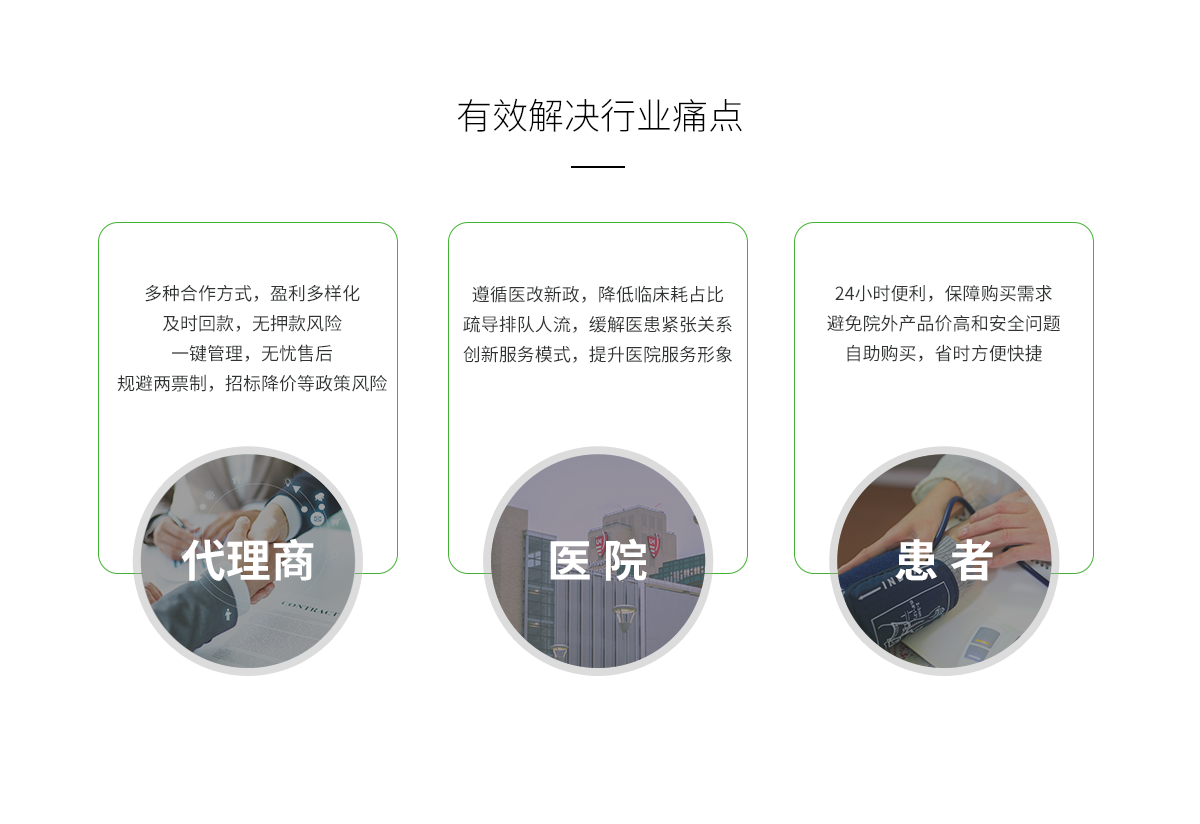 有效解决行业痛点
多种合作方式，盈利多样化
及时回款，无押款风险
一键管理，无忧售后
规避两票制，招标降价等政策风险
代理商
CONTRACT
遵循医改新政，降低临床耗占比
疏导排队人流，缓解医患紧张关系
创新服务模式，提升医院服务形象
医院
24小时便利，保障购买需求
避免院外产品价高和安全问题
自助购买，省时方便快捷
患者